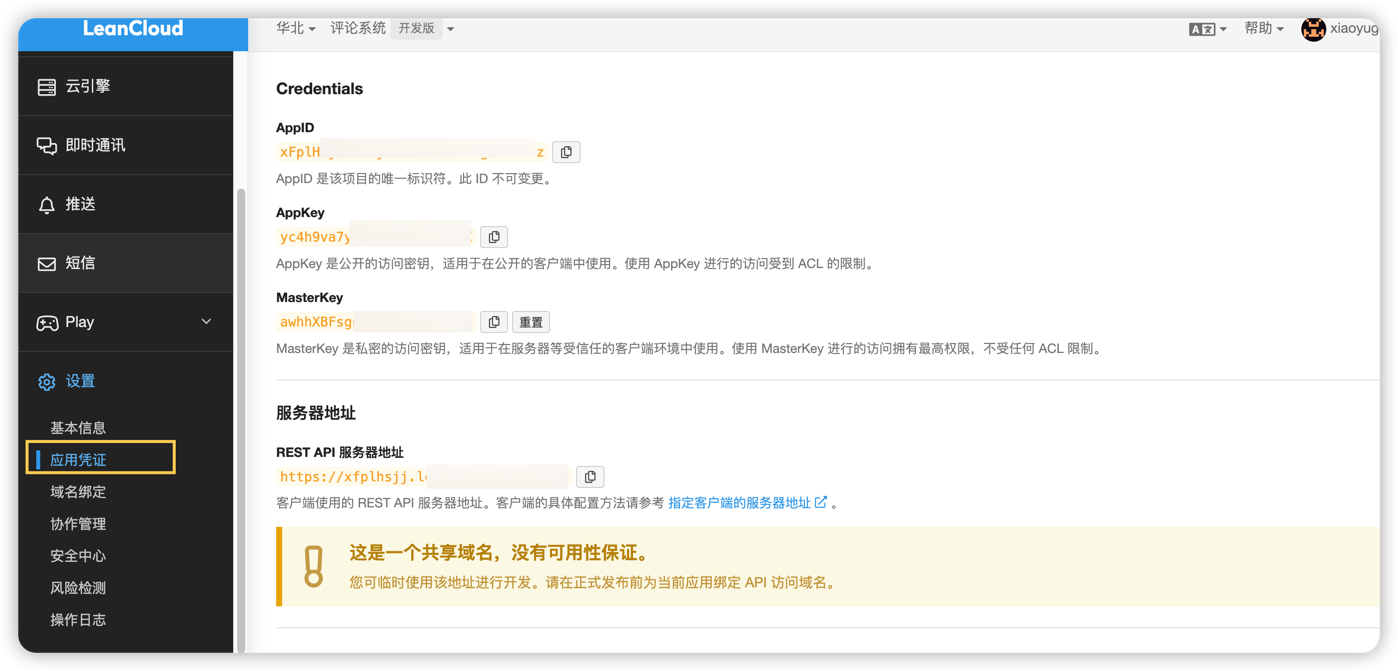 LeanCloud
华北 评论系统 开发版 帮助 xiaoyug
云引擎
即时通讯
推送
短信
Play
设置
基本信息
应用凭证
域名绑定
协作管理
安全中心
风险检测
操作日志
Credentials
AppID
xFplH z
AppID 是该项目的唯一标识符。此 ID 不可变更。
AppKey
yc4h9va7y
AppKey 是公开的访问密钥，适用于在公开的客户端中使用。使用 AppKey 进行的访问受到 ACL 的限制。
MasterKey
awhhXBFsg
重置
MasterKey 是私密的访问密钥，适用于在服务器等受信任的客户端环境中使用。使用 MasterKey 进行的访问拥有最高权限，不受任何 ACL 限制。
服务器地址
REST API 服务器地址
https://xfplhsjj.l
客户端使用的 REST API 服务器地址。客户端的具体配置方法请参考 指定客户端的服务器地址 。
这是一个共享域名，没有可用性保证。
您可临时使用该地址进行开发。请在正式发布前为当前应用绑定 API 访问域名。